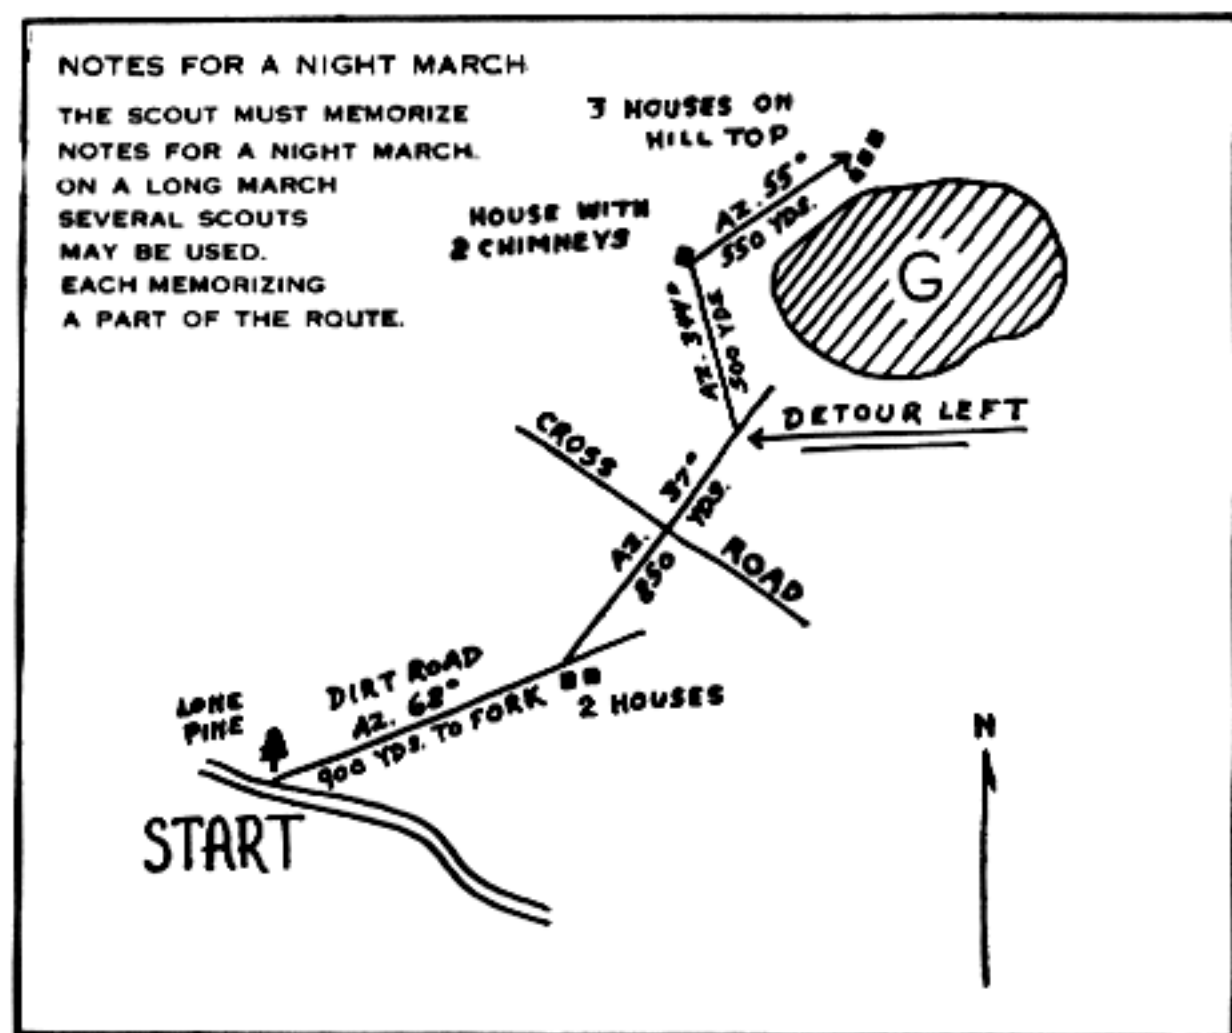 NOTES FOR A NIGHT MARCH
THE SCOUT MUST MEMORIZE
NOTES FOR A NIGHT MARCH.
ON A LONG MARCH
SEVERAL SCOUTS
MAY BE USED.
EACH MEMORIZING
A PART OF THE ROUTE.
3 HOUSES ON
HILL TOP
AZ. 55°
550 YDS.
HOUSE WITH
2 CHIMNEYS
G
AZ. 344°
500 YDS
DETOUR LEFT
CROSS
ROAD
AZ. 37°
850 YDS.
DIRT ROAD
AZ. 68°
900 YDS. TO FORK
2 HOUSES
LONE
PINE
START
N